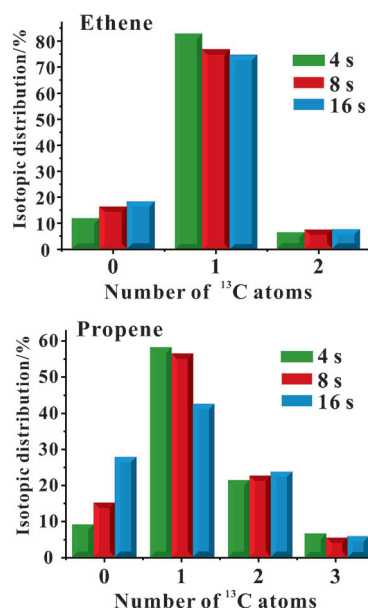 Ethene
Isotopic distribution/%
80
70
60
50
40
30
20
10
0
4 s
8 s
16 s
0 1 2
Number of ¹³C atoms
Propene
Isotopic distribution/%
60
50
40
30
20
10
0
4 s
8 s
16 s
0 1 2 3
Number of ¹³C atoms